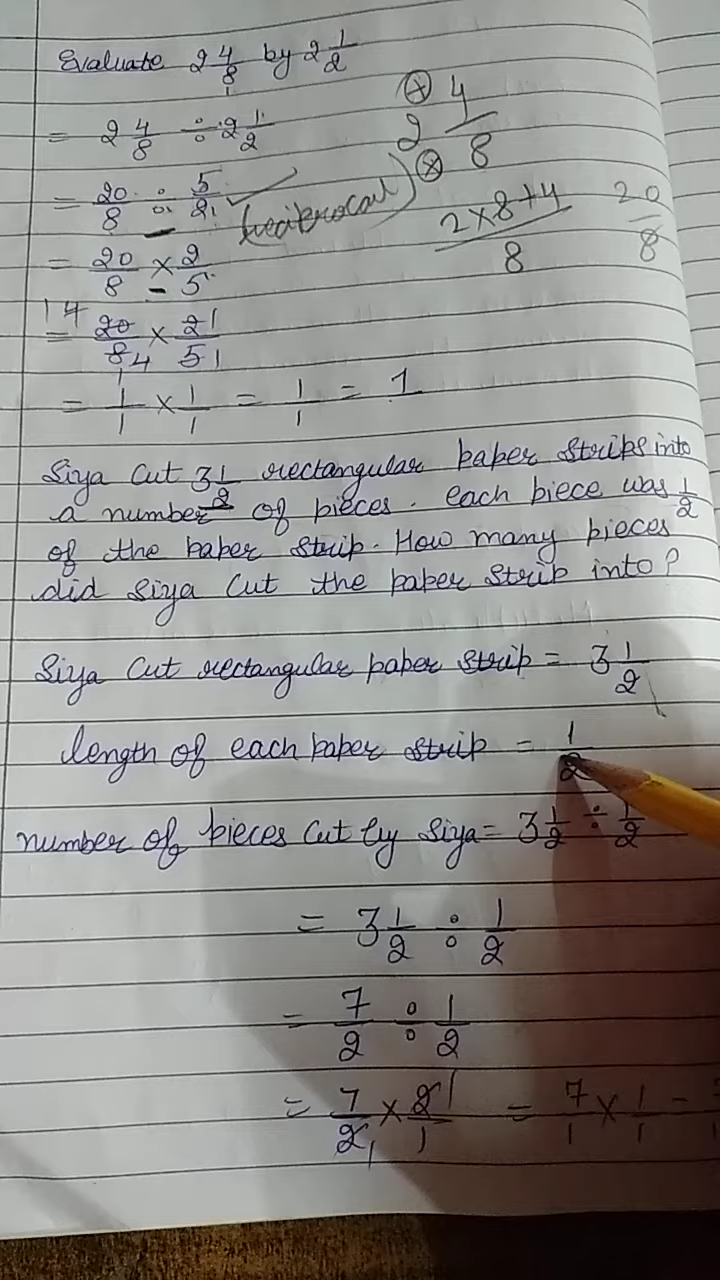 Evaluate 2 4/8 by 2 1/2
= 2 4/8 ÷ 2 1/2
2 4/8
= 20/8 ÷ 5/2 (reciprocal)
(2×8+4)/8 20/8
= 20/8 × 2/5
= 20/8 × 2/5
= 1/1 × 1/1 = 1/1 = 1
Siya cut 3 1/2 rectangular paper strips into
a number of pieces. each piece was 1/2
of the paper strip. How many pieces
did Siya cut the paper strip into?
Siya cut rectangular paper strip = 3 1/2
length of each paper strip = 1/2
number of pieces cut by Siya = 3 1/2 ÷ 1/2
= 3 1/2 ÷ 1/2
= 7/2 ÷ 1/2
= 7/2 × 2/1 = 7/1 × 1/1 =